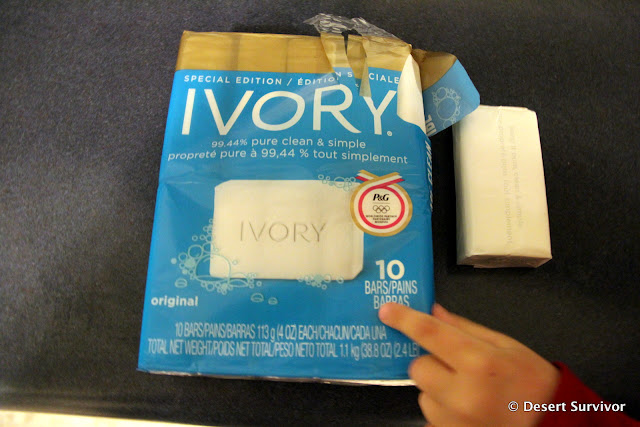 SPECIAL EDITION / ÉDITION SPÉCIALE
IVORY
99.44% pure clean & simple
propreté pure à 99,44 % tout simplement
P&G
IVORY
10
BARS/PAINS
BARRAS
original
10 BARS/PAINS/BARRAS 113 g (4 OZ) EACH/CHACUN/CADA UNA
TOTAL NET WEIGHT/POIDS NET TOTAL/PESO NETO TOTAL 1.1 kg (38.8 OZ) (2.4 
© Desert Survivor